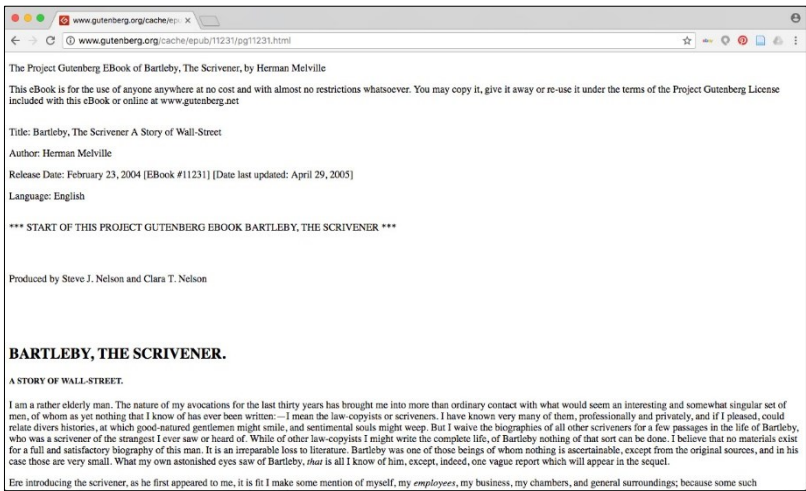 www.gutenberg.org/cache/ep
www.gutenberg.org/cache/epub/11231/pg11231.html
The Project Gutenberg EBook of Bartleby, The Scrivener, by Herman Melville
This eBook is for the use of anyone anywhere at no cost and with almost no restrictions whatsoever. You may copy it, give it away or re-use it under the terms of the Project Gutenberg License
included with this eBook or online at www.gutenberg.net
Title: Bartleby, The Scrivener A Story of Wall-Street
Author: Herman Melville
Release Date: February 23, 2004 [EBook #11231] [Date last updated: April 29, 2005]
Language: English
*** START OF THIS PROJECT GUTENBERG EBOOK BARTLEBY, THE SCRIVENER ***
Produced by Steve J. Nelson and Clara T. Nelson
BARTLEBY, THE SCRIVENER.
A STORY OF WALL-STREET.
I am a rather elderly man. The nature of my avocations for the last thirty years has brought me into more than ordinary contact with what would seem an interesting and somewhat singular set of
men, of whom as yet nothing that I know of has ever been written:—I mean the law-copyists or scriveners. I have known very many of them, professionally and privately, and if I pleased, could
relate divers histories, at which good-natured gentlemen might smile, and sentimental souls might weep. But I waive the biographies of all other scriveners for a few passages in the life of Bartleby,
who was a scrivener of the strangest I ever saw or heard of. While of other law-copyists I might write the complete life, of Bartleby nothing of that sort can be done. I believe that no materials exist
for a full and satisfactory biography of this man. It is an irreparable loss to literature. Bartleby was one of those beings of whom nothing is ascertainable, except from the original sources, and in his
case those are very small. What my own astonished eyes saw of Bartleby, that is all I know of him, except, indeed, one vague report which will appear in the sequel.
Ere introducing the scrivener, as he first appeared to me, it is fit I make some mention of myself, my employees, my business, my chambers, and general surroundings; because some such